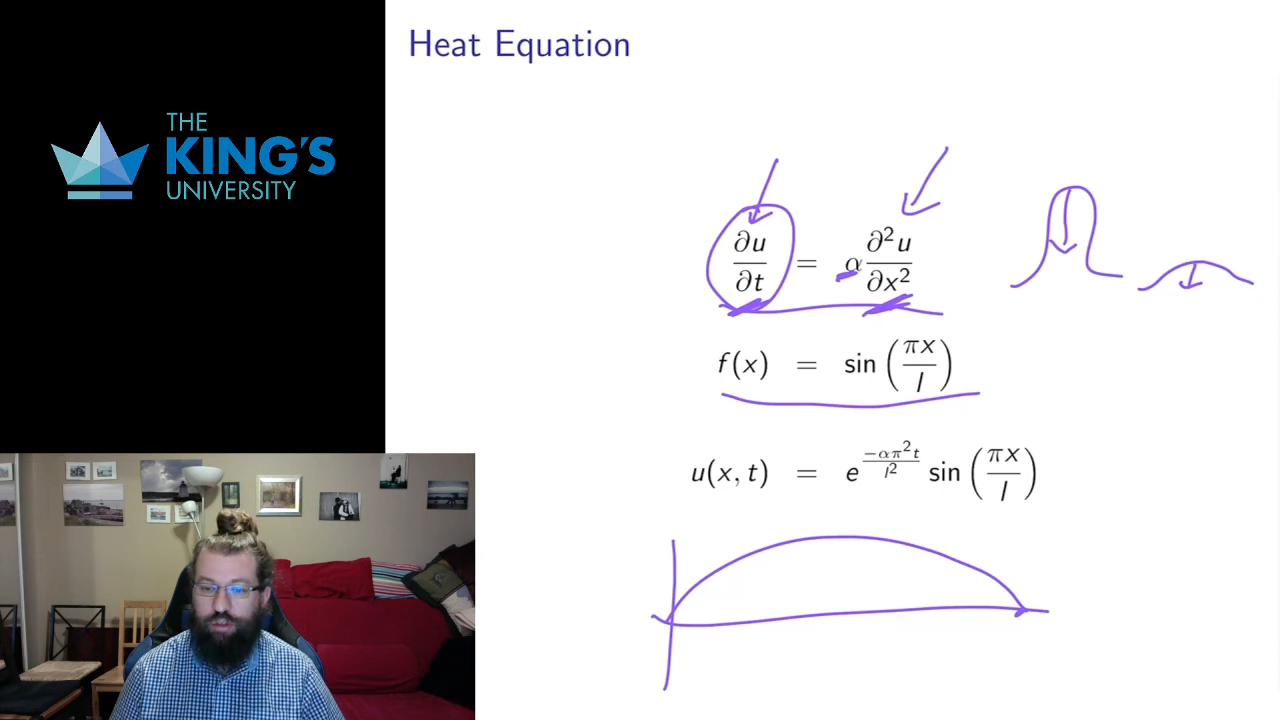 Heat Equation
THE
KING'S
UNIVERSITY
∂u/∂t = α ∂²u/∂x²
f(x) = sin(πx/l)
u(x, t) = e^(-απ²t/l²) sin(πx/l)